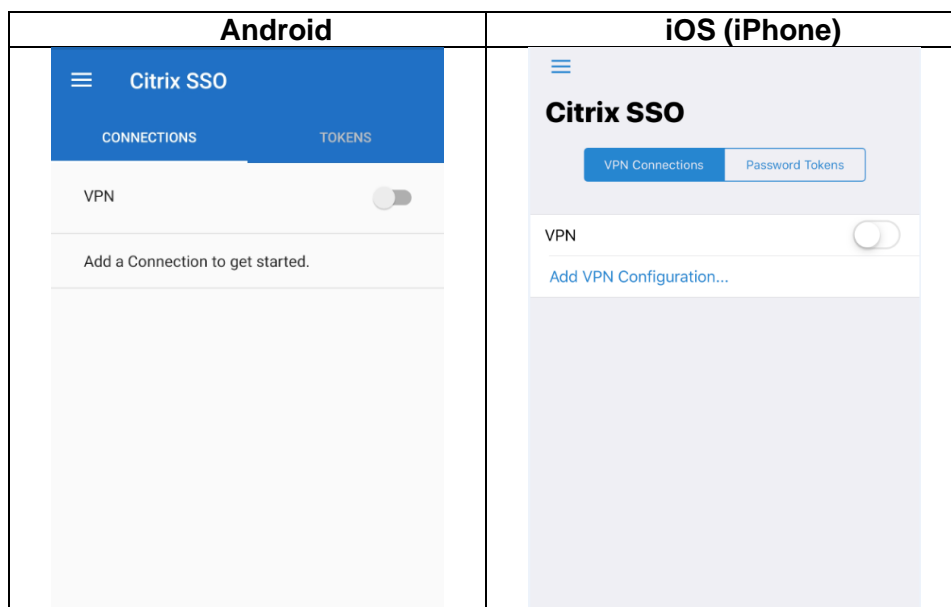 Android
iOS (iPhone)
Citrix SSO
CONNECTIONS
TOKENS
VPN
Add a Connection to get started.
Citrix SSO
VPN Connections
Password Tokens
VPN
Add VPN Configuration...